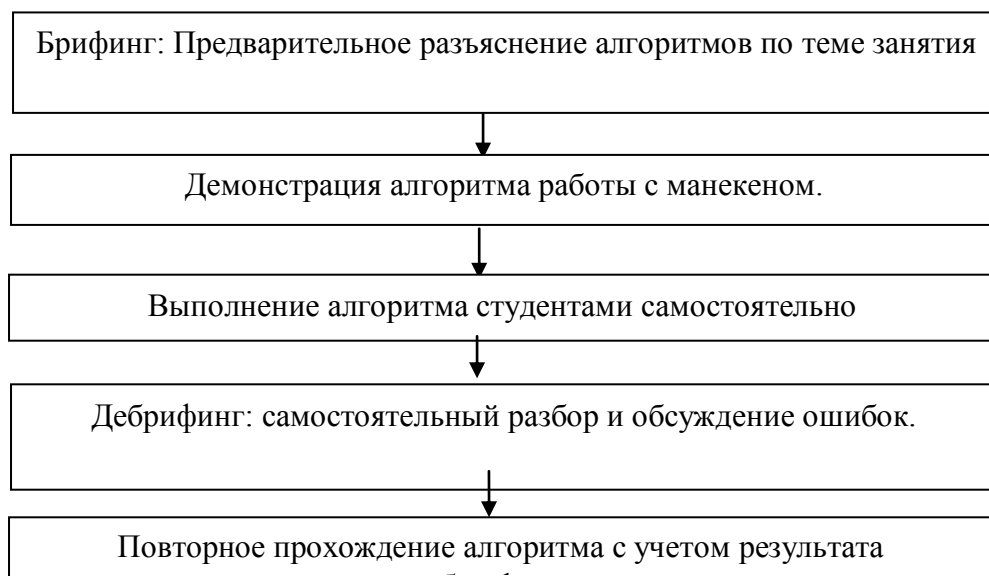 Брифинг: Предварительное разъяснение алгоритмов по теме занятия
Демонстрация алгоритма работы с манекеном.
Выполнение алгоритма студентами самостоятельно
Дебрифинг: самостоятельный разбор и обсуждение ошибок.
Повторное прохождение алгоритма с учетом результата